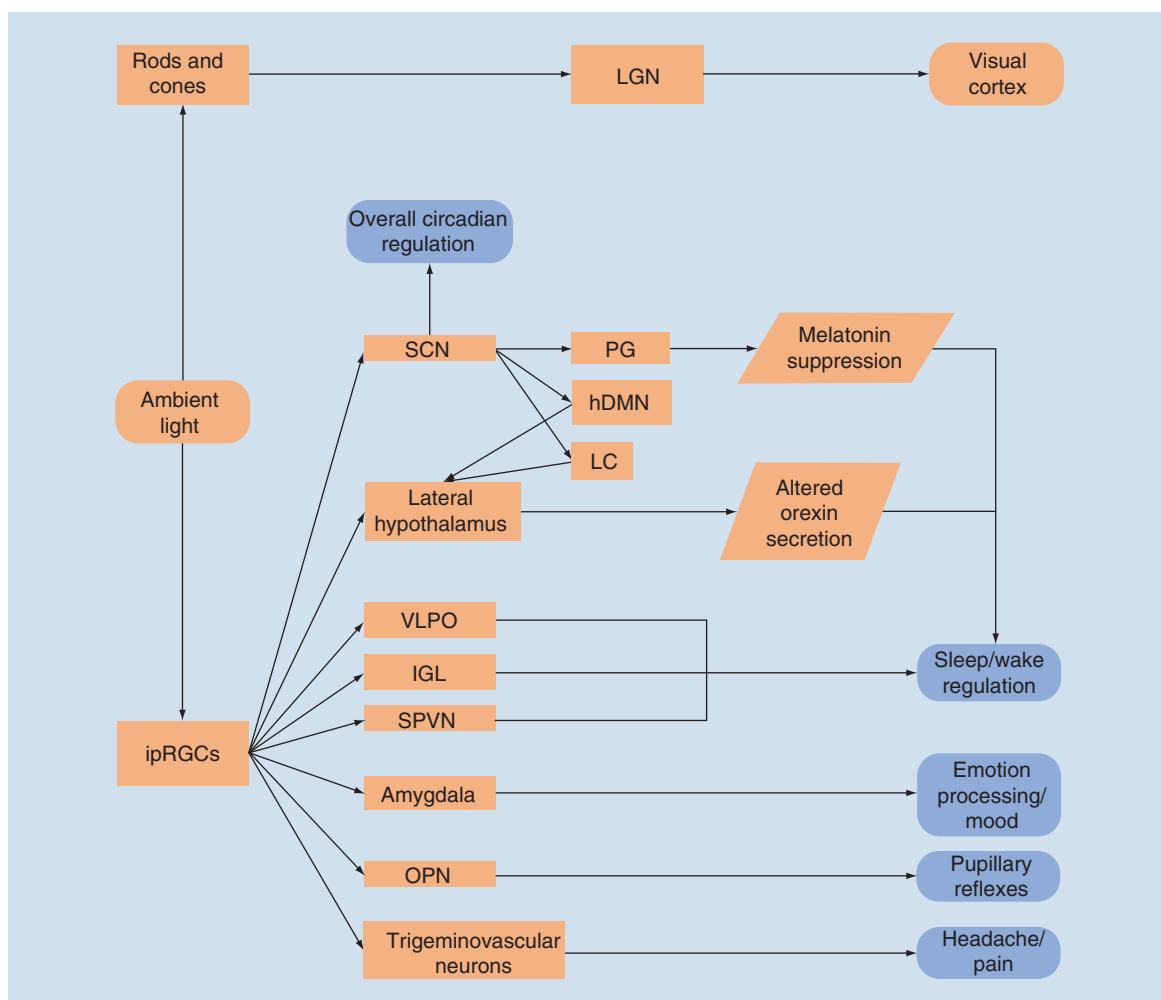 Rods and
cones
LGN
Visual
cortex
Overall circadian
regulation
SCN
PG
Melatonin
suppression
hDMN
Ambient
light
LC
Lateral
hypothalamus
Altered
orexin
secretion
VLPO
IGL
Sleep/wake
regulation
SPVN
ipRGCs
Amygdala
Emotion
processing/
mood
OPN
Pupillary
reflexes
Trigeminovascular
neurons
Headache/
pain